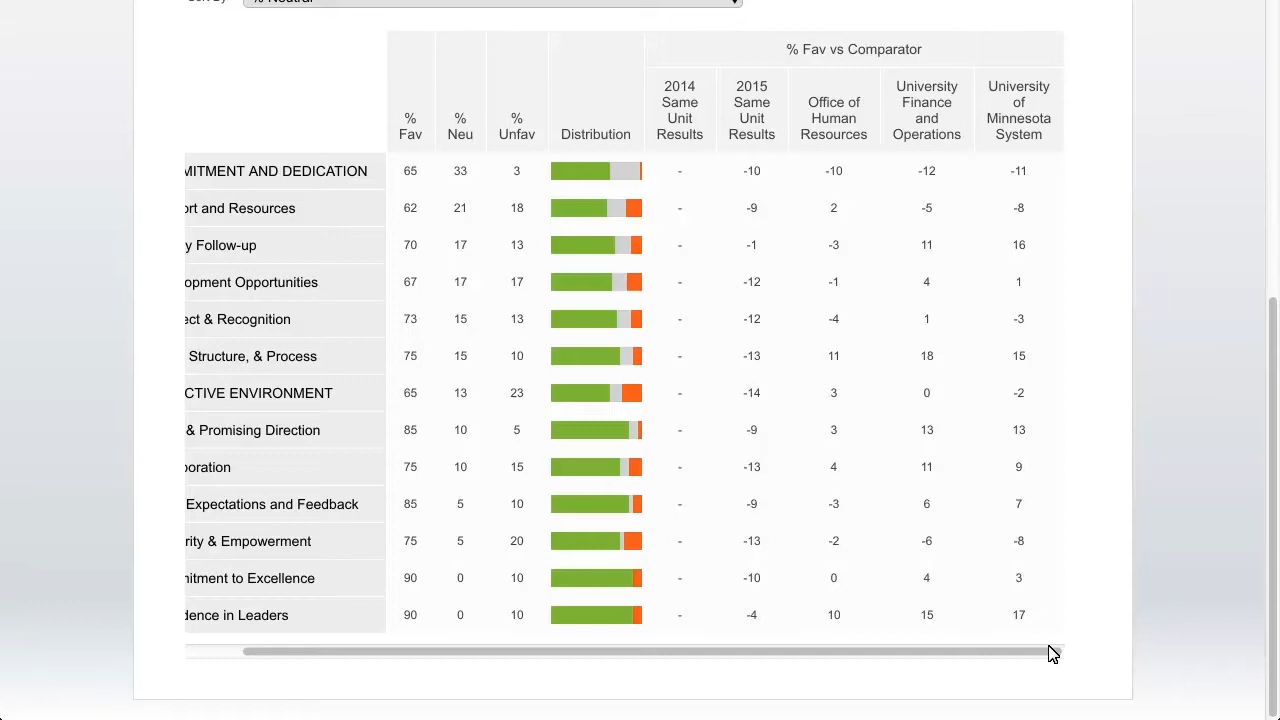 % Neutral
% Fav vs Comparator
% Fav
% Neu
% Unfav
Distribution
2014 Same Unit Results
2015 Same Unit Results
Office of Human Resources
University Finance and Operations
University of Minnesota System
MITMENT AND DEDICATION 65 33 3 - -10 -10 -12 -11
ort and Resources 62 21 18 - -9 2 -5 -8
y Follow-up 70 17 13 - -1 -3 11 16
opment Opportunities 67 17 17 - -12 -1 4 1
ect & Recognition 73 15 13 - -12 -4 1 -3
Structure, & Process 75 15 10 - -13 11 18 15
CTIVE ENVIRONMENT 65 13 23 - -14 3 0 -2
& Promising Direction 85 10 5 - -9 3 13 13
oration 75 10 15 - -13 4 11 9
Expectations and Feedback 85 5 10 - -9 -3 6 7
rity & Empowerment 75 5 20 - -13 -2 -6 -8
mitment to Excellence 90 0 10 - -10 0 4 3
dence in Leaders 90 0 10 - -4 10 15 17